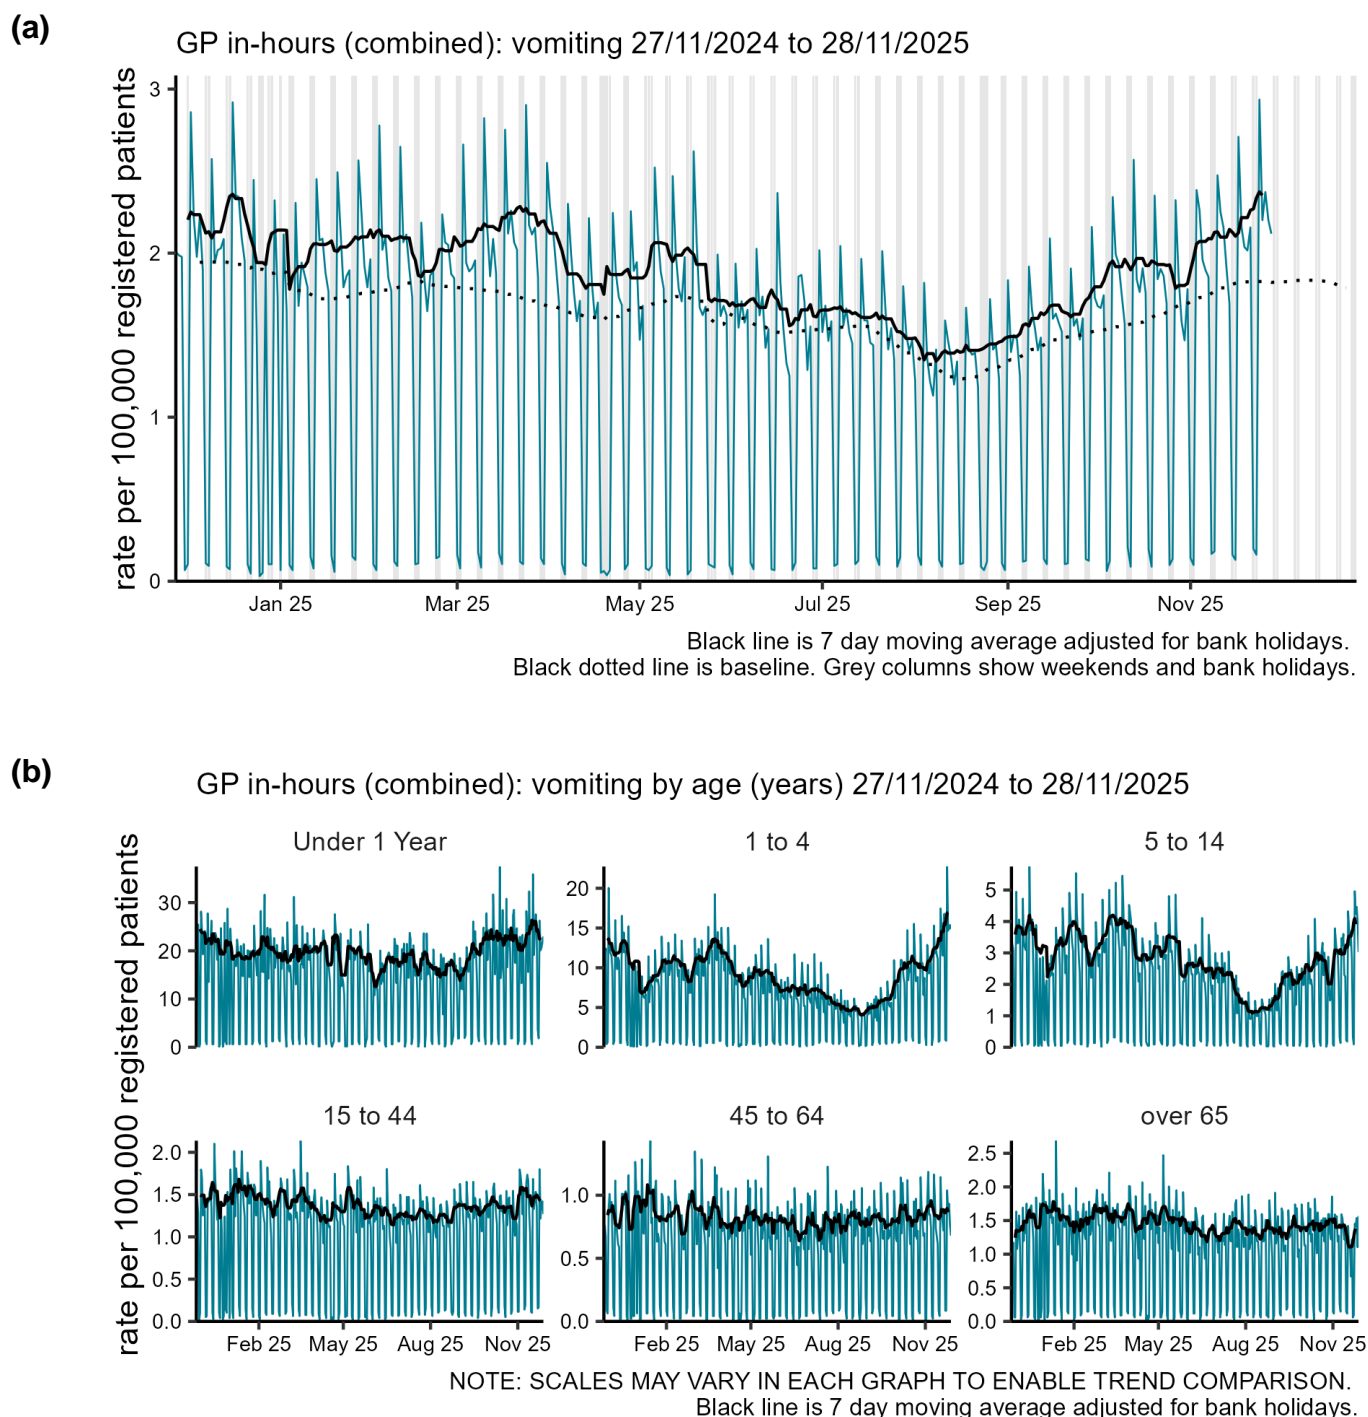 (a)
GP in-hours (combined): vomiting 27/11/2024 to 28/11/2025
rate per 100,000 registered patients
3
2
1
0
Jan 25 Mar 25 May 25 Jul 25 Sep 25 Nov 25
Black line is 7 day moving average adjusted for bank holidays.
Black dotted line is baseline. Grey columns show weekends and bank holidays.
(b)
GP in-hours (combined): vomiting by age (years) 27/11/2024 to 28/11/2025
rate per 100,000 registered patients
Under 1 Year
30
20
10
0
1 to 4
20
15
10
5
0
5 to 14
5
4
3
2
1
0
15 to 44
2.0
1.5
1.0
0.5
0.0
Feb 25 May 25 Aug 25 Nov 25
45 to 64
1.0
0.5
0.0
Feb 25 May 25 Aug 25 Nov 25
over 65
2.5
2.0
1.5
1.0
0.5
0.0
Feb 25 May 25 Aug 25 Nov 25
NOTE: SCALES MAY VARY IN EACH GRAPH TO ENABLE TREND COMPARISON.
Black line is 7 day moving average adjusted for bank holidays.